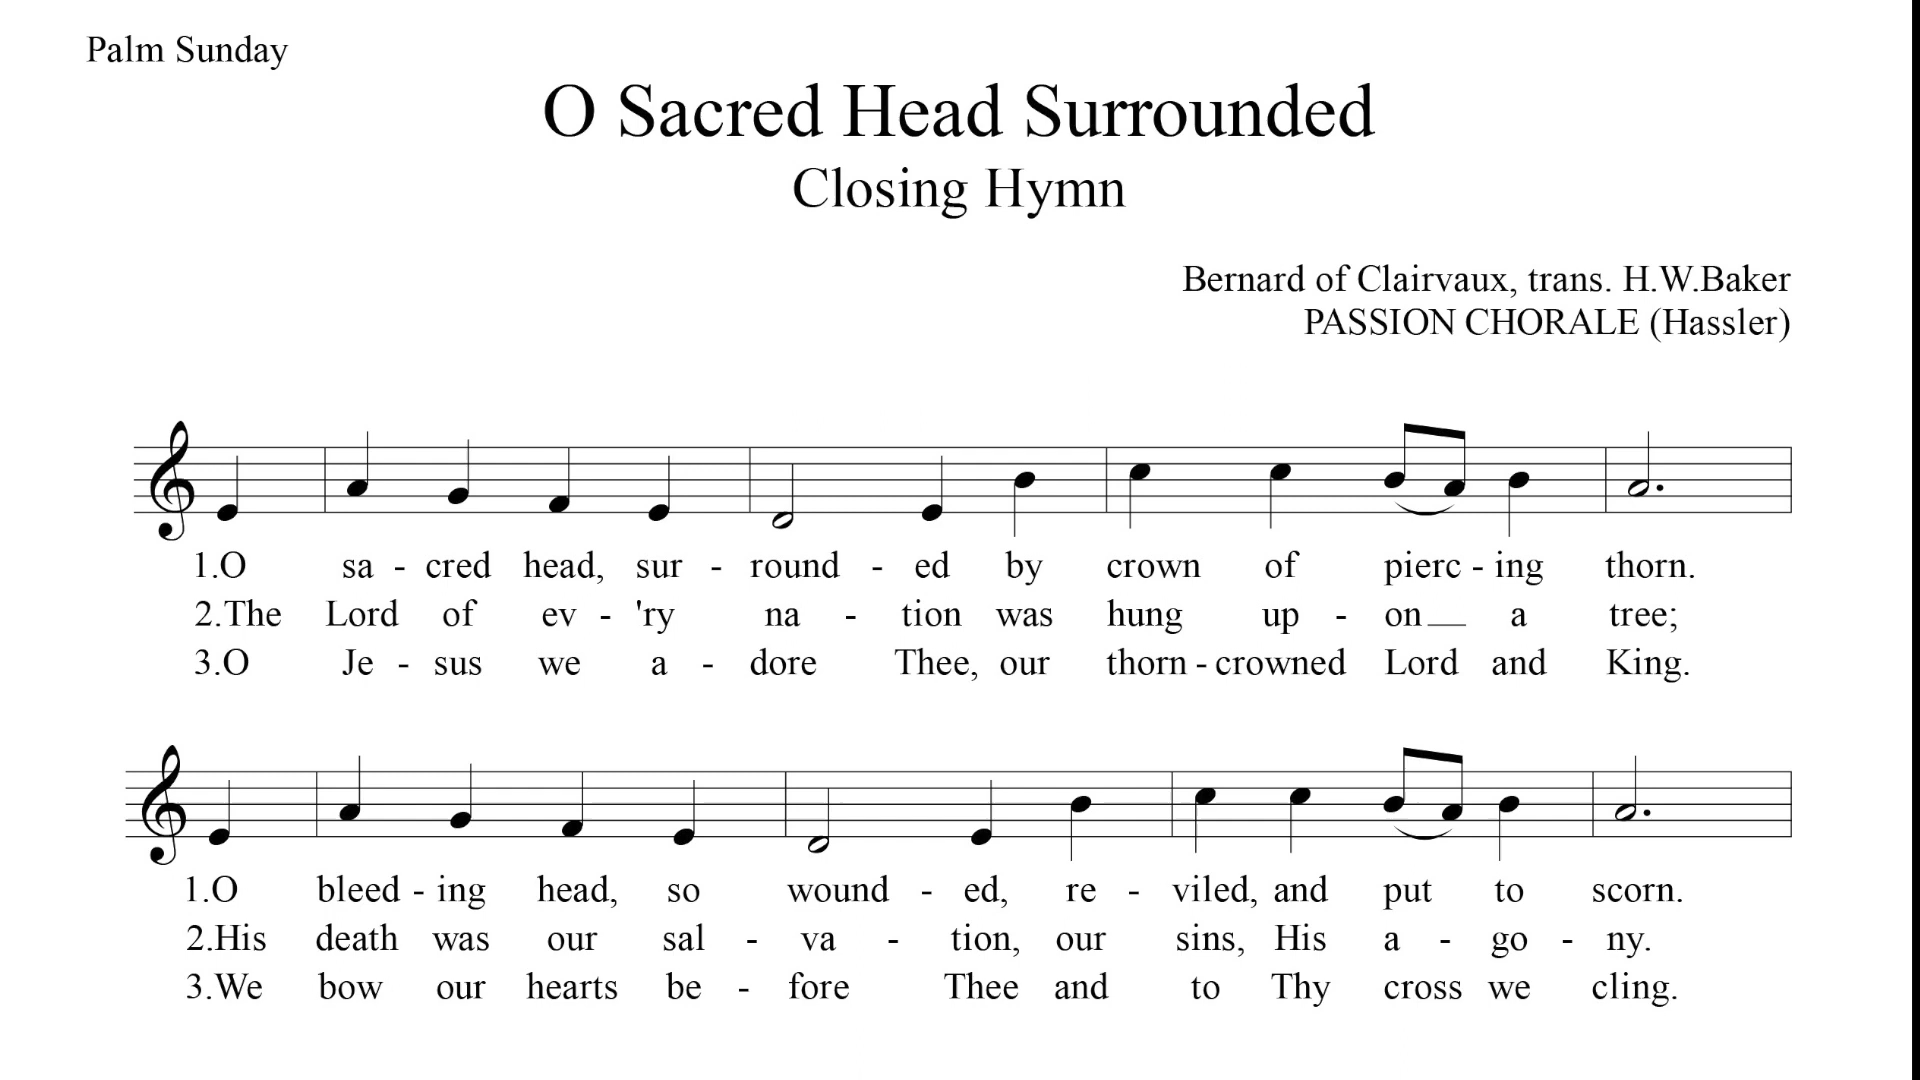 Palm Sunday
O Sacred Head Surrounded
Closing Hymn
Bernard of Clairvaux, trans. H.W.Baker
PASSION CHORALE (Hassler)
1.O sa - cred head, sur - round - ed by crown of pierc - ing thorn.
2.The Lord of ev - 'ry na - tion was hung up - on__ a tree;
3.O Je - sus we a - dore Thee, our thorn - crowned Lord and King.
1.O bleed - ing head, so wound - ed, re - viled, and put to scorn.
2.His death was our sal - va - tion, our sins, His a - go - ny.
3.We bow our hearts be - fore Thee and to Thy cross we cling.